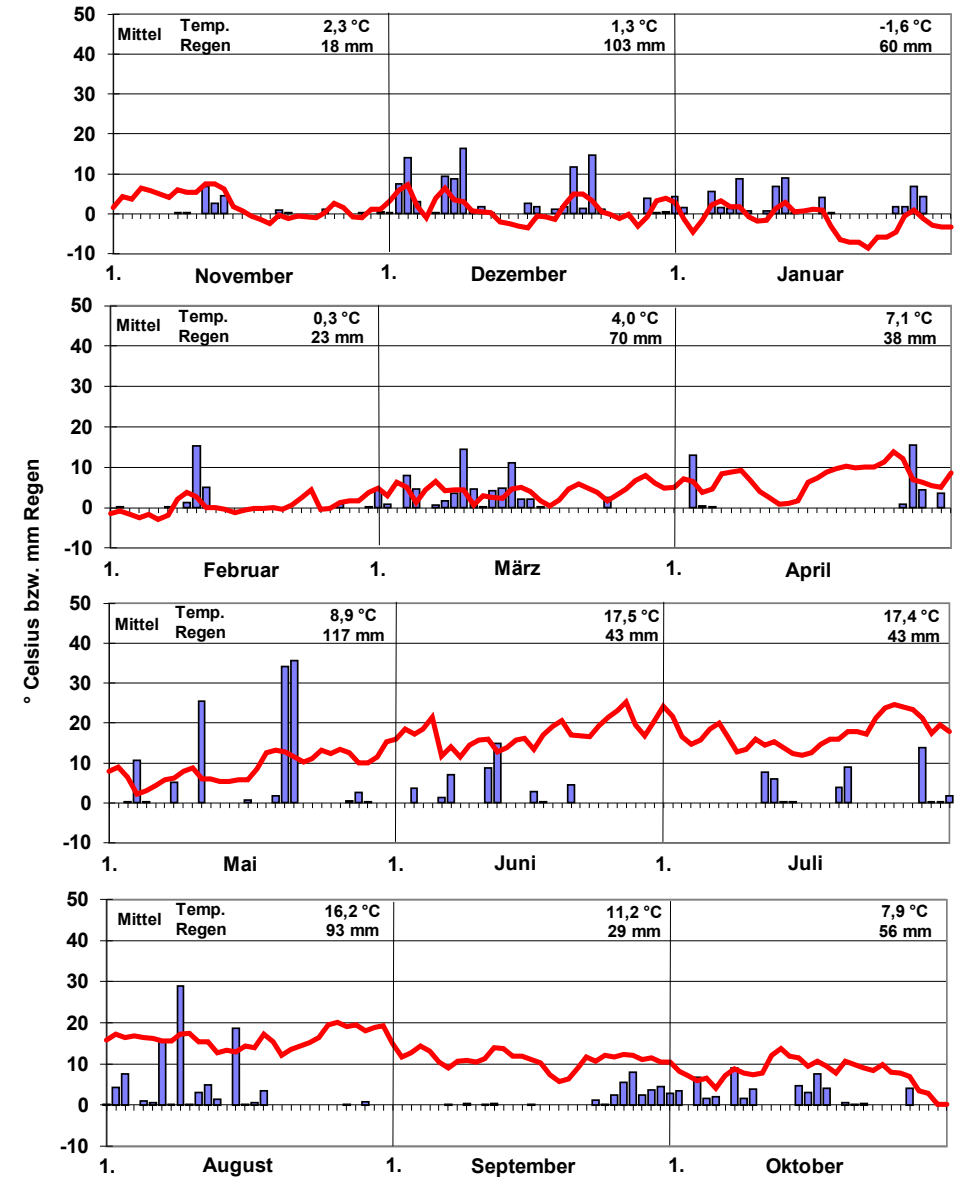 ° Celsius bzw. mm Regen
50
40
30
20
10
0
-10
Mittel Temp. 2,3 °C 1,3 °C -1,6 °C
Regen 18 mm 103 mm 60 mm
1. November 1. Dezember 1. Januar
50
40
30
20
10
0
-10
Mittel Temp. 0,3 °C 4,0 °C 7,1 °C
Regen 23 mm 70 mm 38 mm
1. Februar 1. März 1. April
50
40
30
20
10
0
-10
Mittel Temp. 8,9 °C 17,5 °C 17,4 °C
Regen 117 mm 43 mm 43 mm
1. Mai 1. Juni 1. Juli
50
40
30
20
10
0
-10
Mittel Temp. 16,2 °C 11,2 °C 7,9 °C
Regen 93 mm 29 mm 56 mm
1. August 1. September 1. Oktober